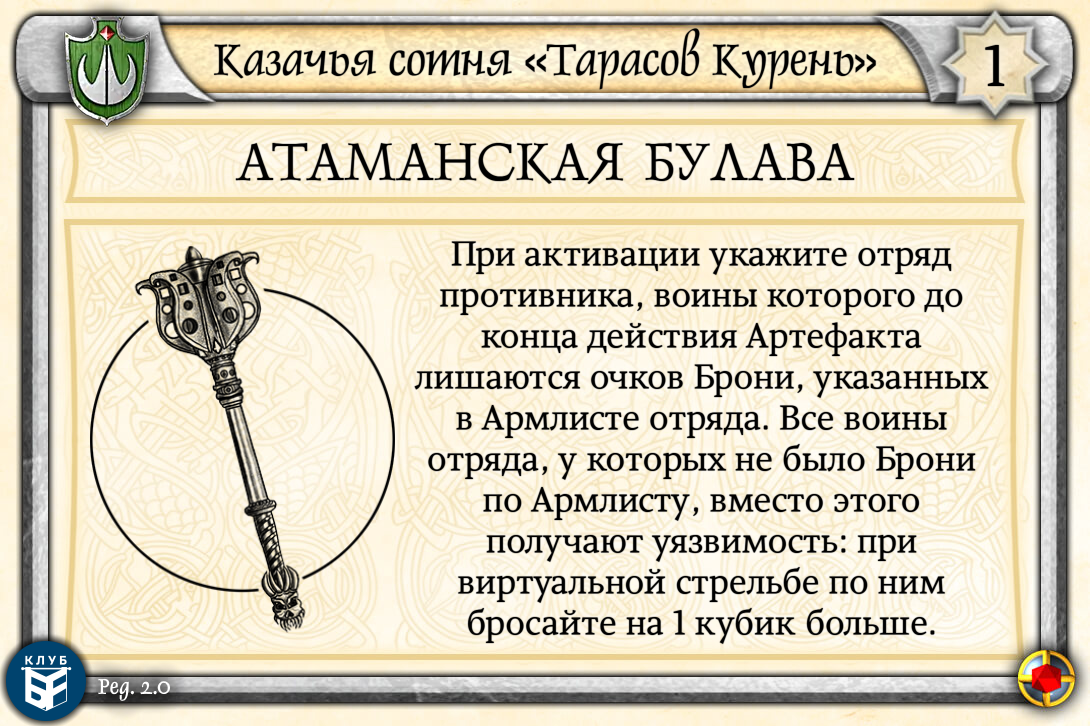 Казачья сотня «Тарасов Курень»
1
АТАМАНСКАЯ БУЛАВА
При активации укажите отряд
противника, воины которого до
конца действия Артефакта
лишаются очков Брони, указанных
в Армлисте отряда. Все воины
отряда, у которых не было Брони
по Армлисту, вместо этого
получают уязвимость: при
виртуальной стрельбе по ним
бросайте на 1 кубик больше.
КЛУБ
Ред. 2.0